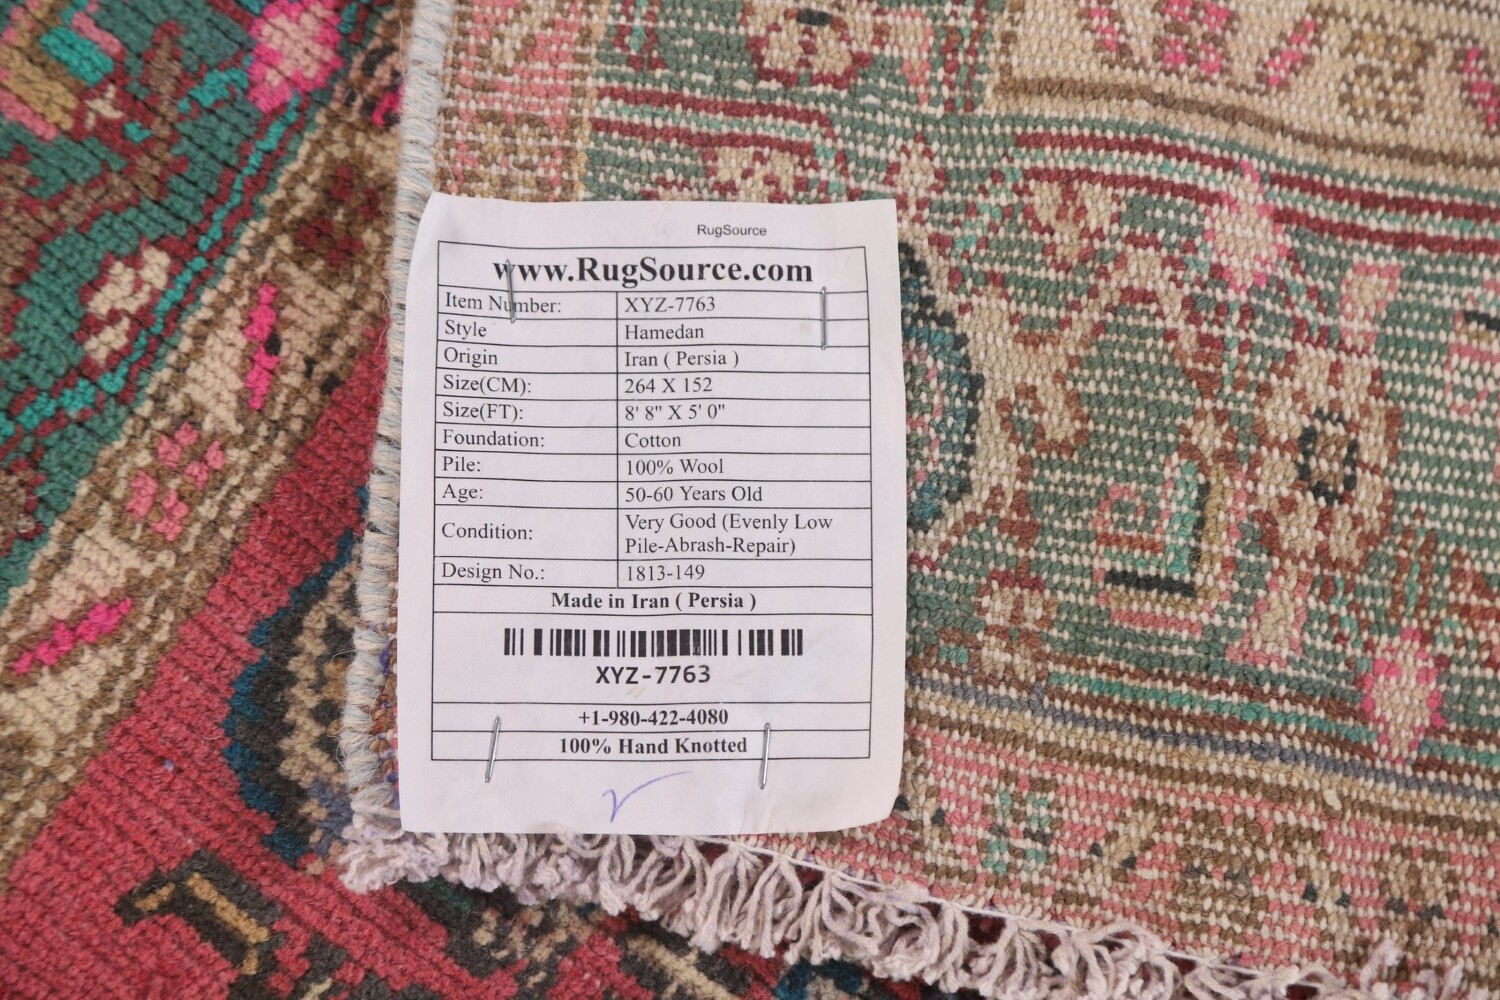 RugSource
www.RugSource.com
Item Number: XYZ-7763
Style Hamedan
Origin Iran ( Persia )
Size(CM): 264 X 152
Size(FT): 8' 8" X 5' 0"
Foundation: Cotton
Pile: 100% Wool
Age: 50-60 Years Old
Condition: Very Good (Evenly Low
Pile-Abrash-Repair)
Design No.: 1813-149
Made in Iran ( Persia )
XYZ-7763
+1-980-422-4080
100% Hand Knotted